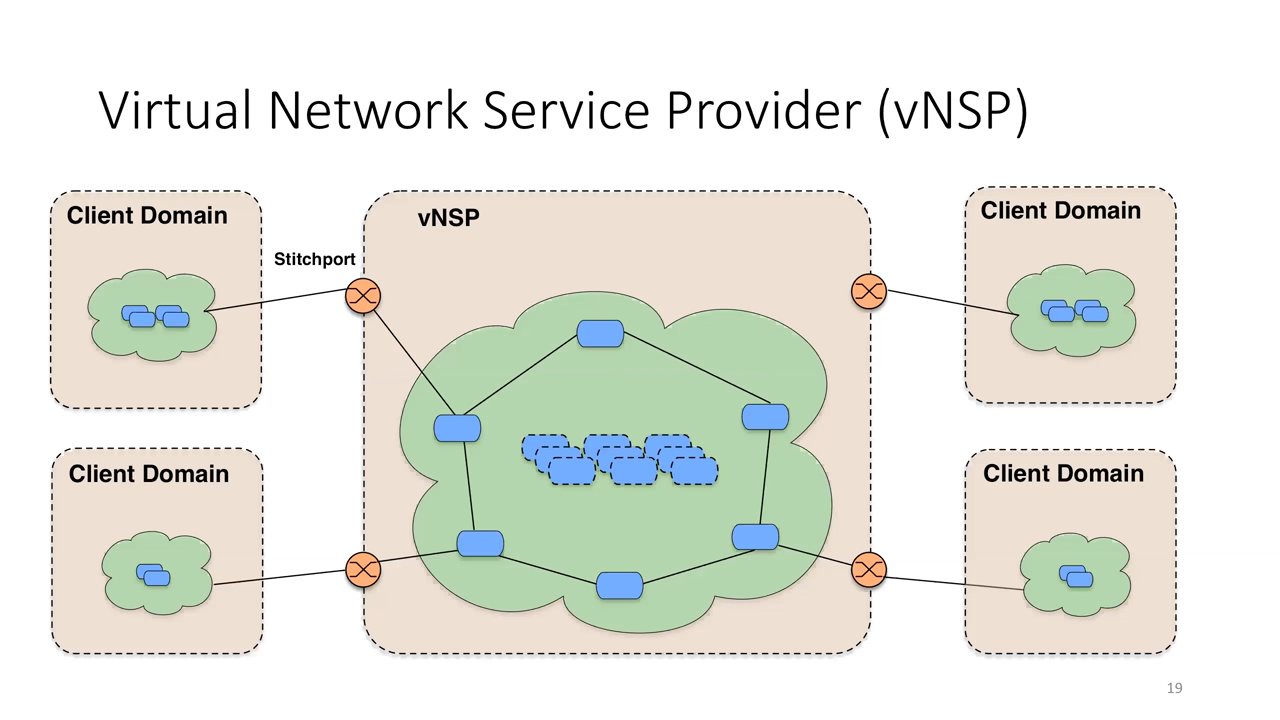 Virtual Network Service Provider (vNSP)
Client Domain
Stitchport
vNSP
Client Domain
Client Domain
Client Domain
19